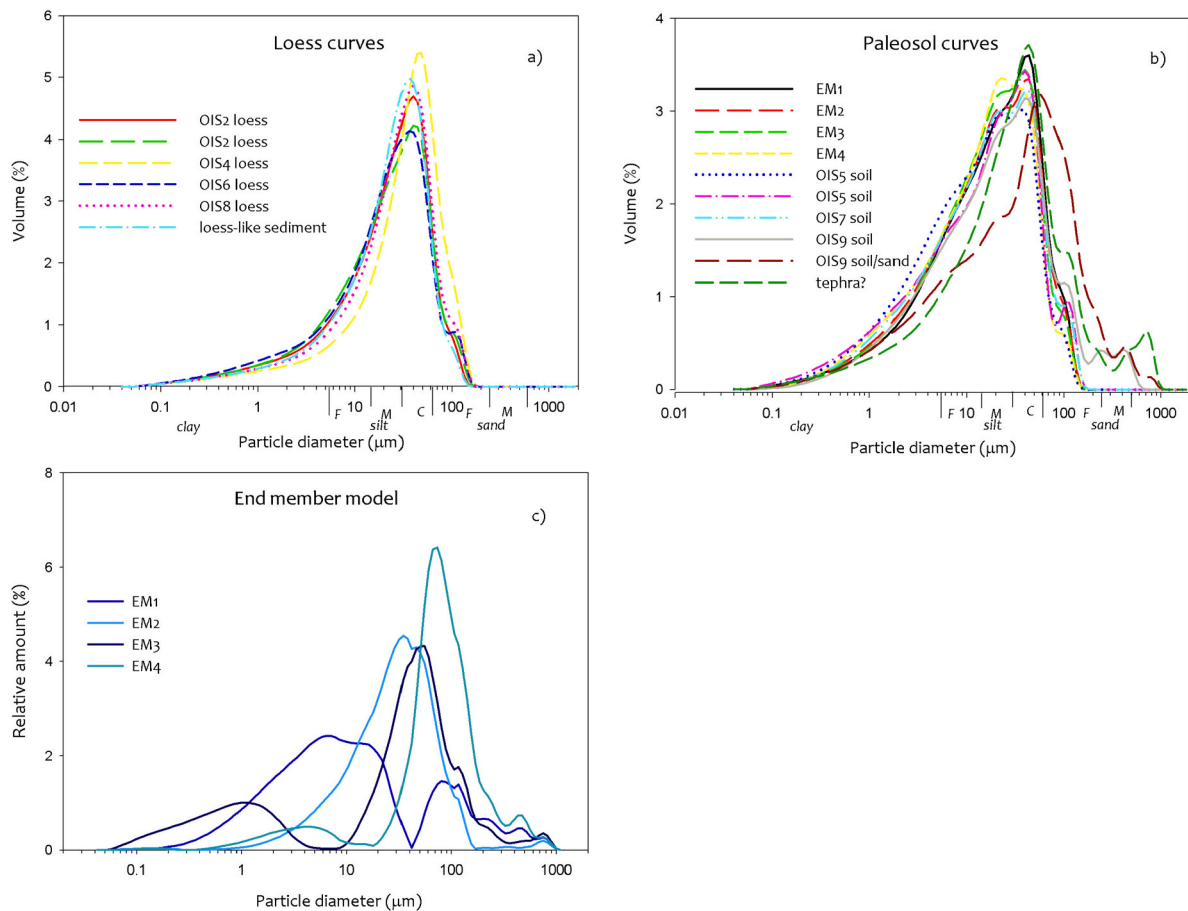 Loess curves
a)
6
5
4
3
2
1
0
Volume (%)
OIS2 loess
OIS2 loess
OIS4 loess
OIS6 loess
OIS8 loess
loess-like sediment
0.01 0.1 1 10 100 1000
F M C F M
clay silt sand
Particle diameter (µm)
Paleosol curves
b)
4
3
2
1
0
Volume (%)
EM1
EM2
EM3
EM4
OIS5 soil
OIS5 soil
OIS7 soil
OIS9 soil
OIS9 soil/sand
tephra?
0.01 0.1 1 10 100 1000
F M C F M
clay silt sand
Particle diameter (µm)
End member model
c)
8
6
4
2
0
Relative amount (%)
EM1
EM2
EM3
EM4
0.1 1 10 100 1000
Particle diameter (µm)